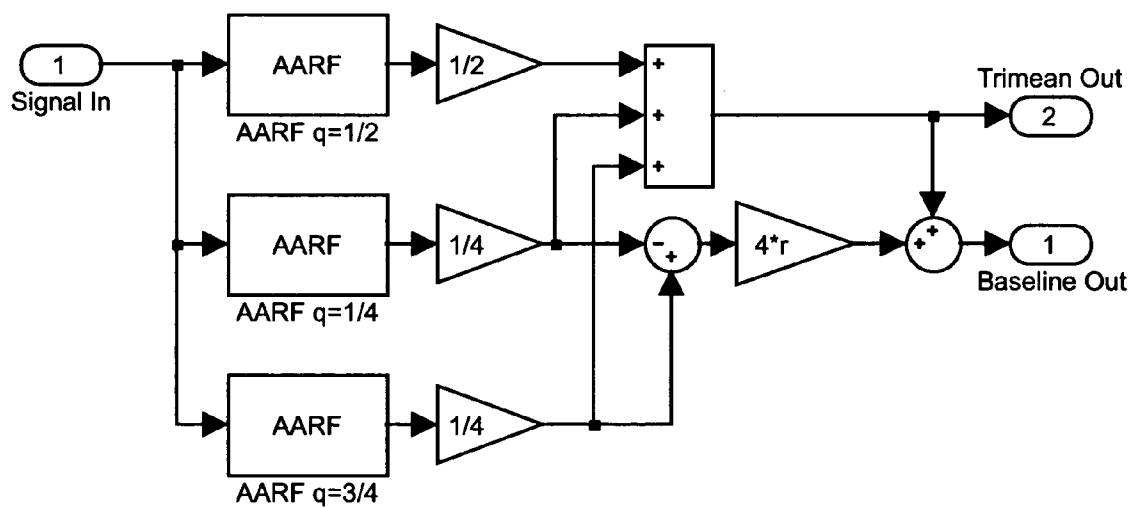 1
Signal In
AARF
AARF q=1/2
1/2
+
+
+
Trimean Out
2
AARF
AARF q=1/4
1/4
-
+
4*r
+
+
1
Baseline Out
AARF
AARF q=3/4
1/4